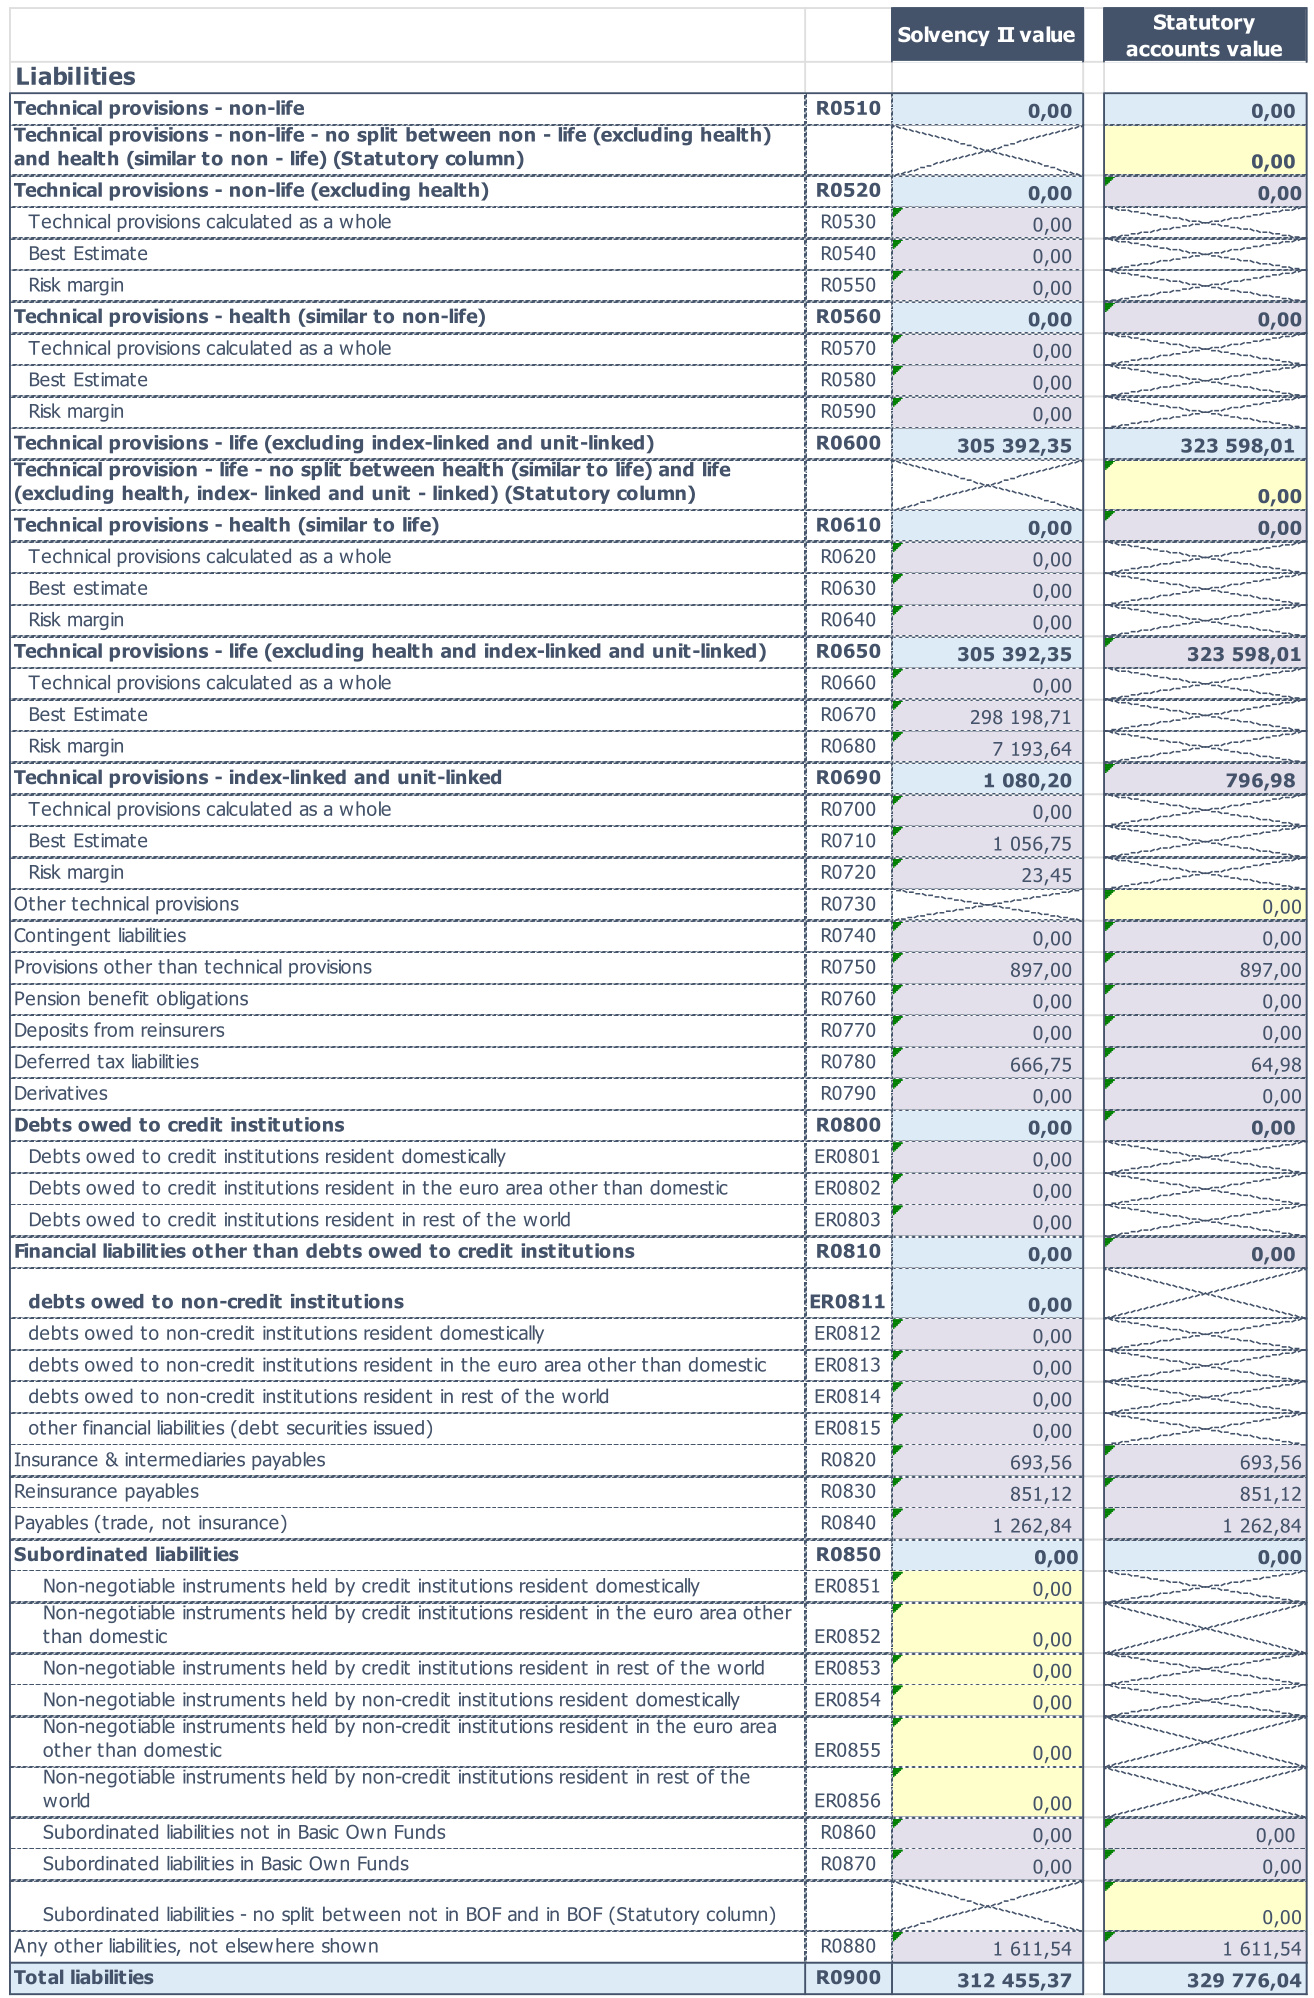 Solvency II value Statutory
accounts value
Liabilities
Technical provisions - non-life R0510 0,00 0,00
Technical provisions - non-life - no split between non - life (excluding health)
and health (similar to non - life) (Statutory column) 0,00
Technical provisions - non-life (excluding health) R0520 0,00 0,00
Technical provisions calculated as a whole R0530 0,00
Best Estimate R0540 0,00
Risk margin R0550 0,00
Technical provisions - health (similar to non-life) R0560 0,00 0,00
Technical provisions calculated as a whole R0570 0,00
Best Estimate R0580 0,00
Risk margin R0590 0,00
Technical provisions - life (excluding index-linked and unit-linked) R0600 305 392,35 323 598,01
Technical provision - life - no split between health (similar to life) and life
(excluding health, index- linked and unit - linked) (Statutory column) 0,00
Technical provisions - health (similar to life) R0610 0,00 0,00
Technical provisions calculated as a whole R0620 0,00
Best estimate R0630 0,00
Risk margin R0640 0,00
Technical provisions - life (excluding health and index-linked and unit-linked) R0650 305 392,35 323 598,01
Technical provisions calculated as a whole R0660 0,00
Best Estimate R0670 298 198,71
Risk margin R0680 7 193,64
Technical provisions - index-linked and unit-linked R0690 1 080,20 796,98
Technical provisions calculated as a whole R0700 0,00
Best Estimate R0710 1 056,75
Risk margin R0720 23,45
Other technical provisions R0730 0,00
Contingent liabilities R0740 0,00 0,00
Provisions other than technical provisions R0750 897,00 897,00
Pension benefit obligations R0760 0,00 0,00
Deposits from reinsurers R0770 0,00 0,00
Deferred tax liabilities R0780 666,75 64,98
Derivatives R0790 0,00 0,00
Debts owed to credit institutions R0800 0,00 0,00
Debts owed to credit institutions resident domestically ER0801 0,00
Debts owed to credit institutions resident in the euro area other than domestic ER0802 0,00
Debts owed to credit institutions resident in rest of the world ER0803 0,00
Financial liabilities other than debts owed to credit institutions R0810 0,00 0,00
debts owed to non-credit institutions ER0811 0,00
debts owed to non-credit institutions resident domestically ER0812 0,00
debts owed to non-credit institutions resident in the euro area other than domestic ER0813 0,00
debts owed to non-credit institutions resident in rest of the world ER0814 0,00
other financial liabilities (debt securities issued) ER0815 0,00
Insurance & intermediaries payables R0820 693,56 693,56
Reinsurance payables R0830 851,12 851,12
Payables (trade, not insurance) R0840 1 262,84 1 262,84
Subordinated liabilities R0850 0,00 0,00
Non-negotiable instruments held by credit institutions resident domestically ER0851 0,00
Non-negotiable instruments held by credit institutions resident in the euro area other
than domestic ER0852 0,00
Non-negotiable instruments held by credit institutions resident in rest of the world ER0853 0,00
Non-negotiable instruments held by non-credit institutions resident domestically ER0854 0,00
Non-negotiable instruments held by non-credit institutions resident in the euro area
other than domestic ER0855 0,00
Non-negotiable instruments held by non-credit institutions resident in rest of the
world ER0856 0,00
Subordinated liabilities not in Basic Own Funds R0860 0,00 0,00
Subordinated liabilities in Basic Own Funds R0870 0,00 0,00
Subordinated liabilities - no split between not in BOF and in BOF (Statutory column) 0,00
Any other liabilities, not elsewhere shown R0880 1 611,54 1 611,54
Total liabilities R0900 312 455,37 329 776,04